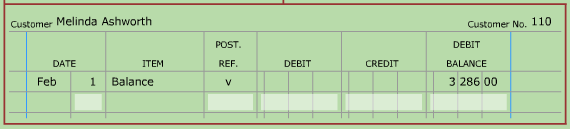 Customer Melinda Ashworth Customer No. 110
POST. DEBIT
DATE ITEM REF. DEBIT CREDIT BALANCE
Feb 1 Balance v 3 286 00